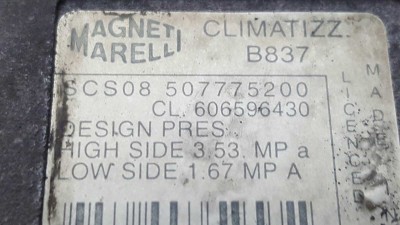 MAGNETI
MARELLI
CLIMATIZZ.
B837
SCS08 507775200
CL. 606596430
DESIGN PRES
HIGH SIDE 3.53 MP a
LOW SIDE 1.67 MP A
LICENCED